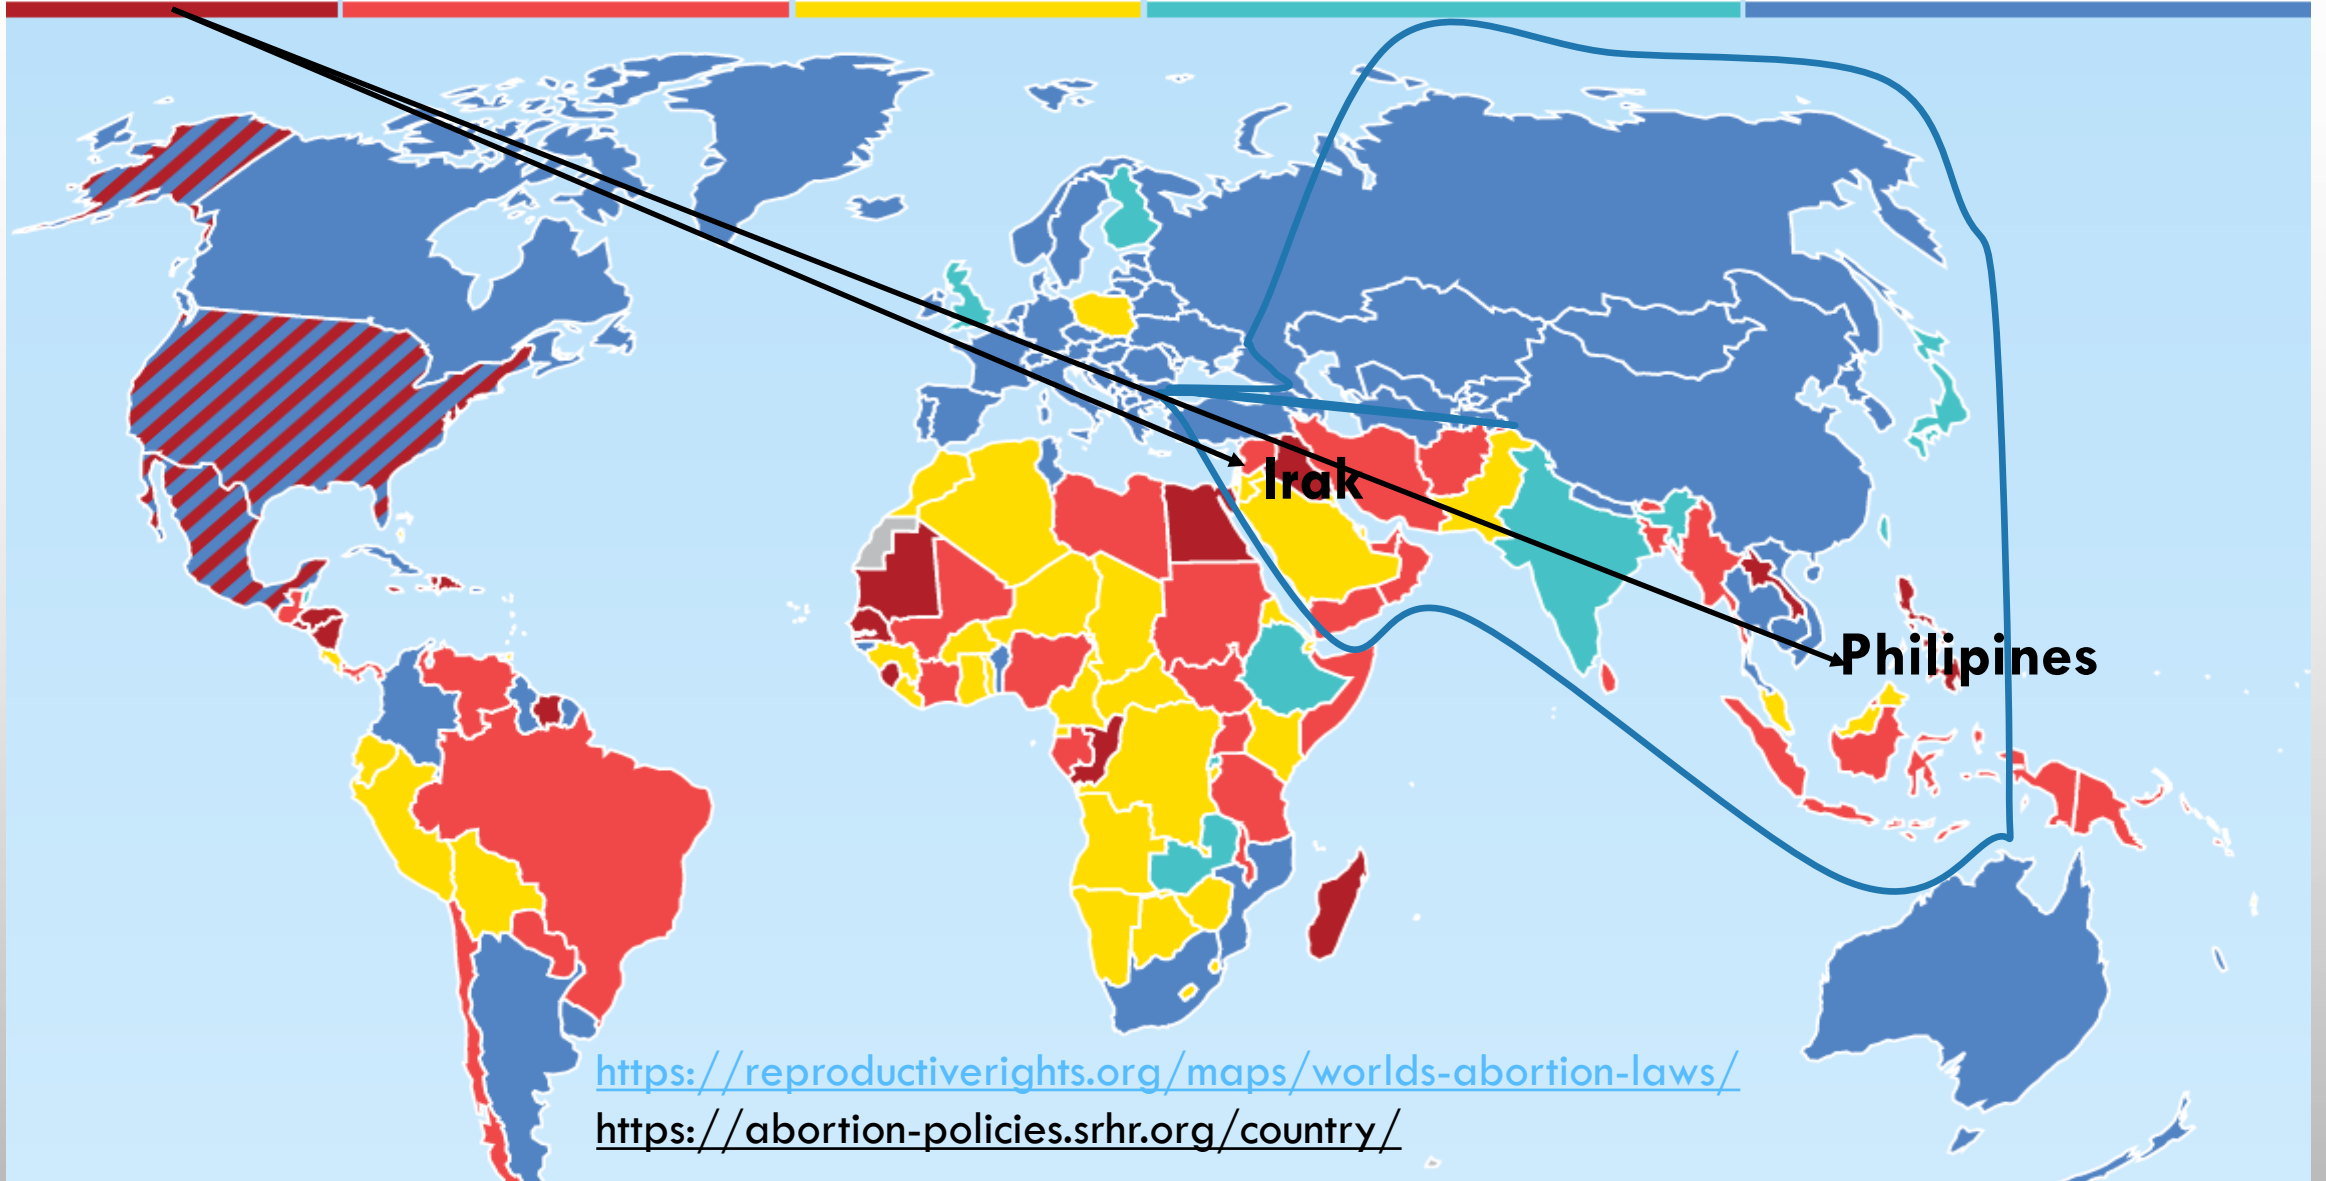 Irak
Philipines
https://reproductiverights.org/maps/worlds-abortion-laws/
https://abortion-policies.srhr.org/country/